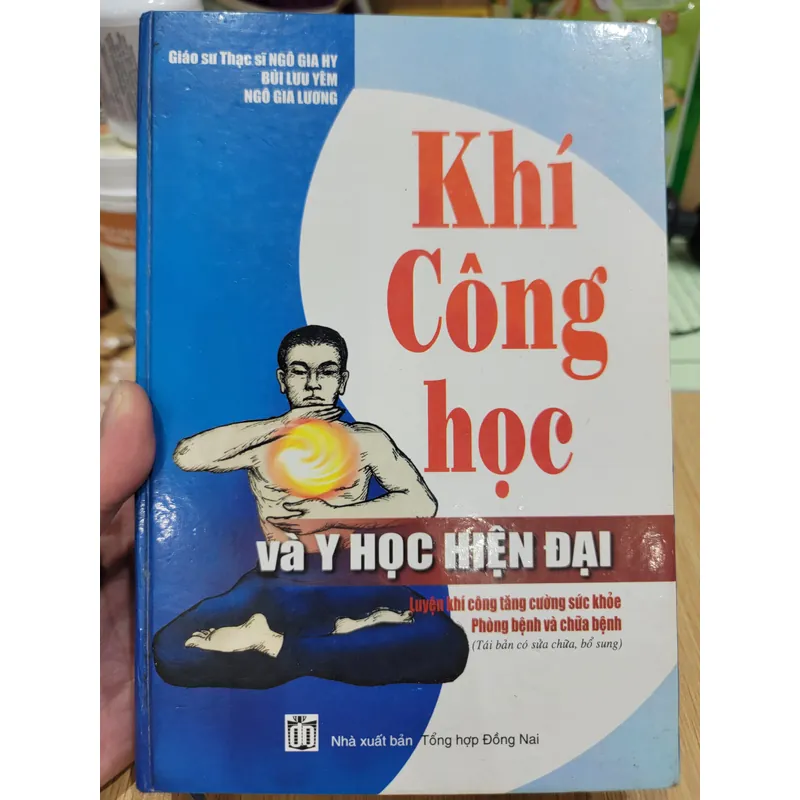 Giáo sư Thạc sĩ NGÔ GIA HY
BÙI LƯU YÊM
NGÔ GIA LƯƠNG
Khí
Công
học
và Y HỌC HIỆN ĐẠI
Luyện khí công tăng cường sức khỏe
Phòng bệnh và chữa bệnh
(Tái bản có sửa chữa, bổ sung)
Nhà xuất bản Tổng hợp Đồng Nai